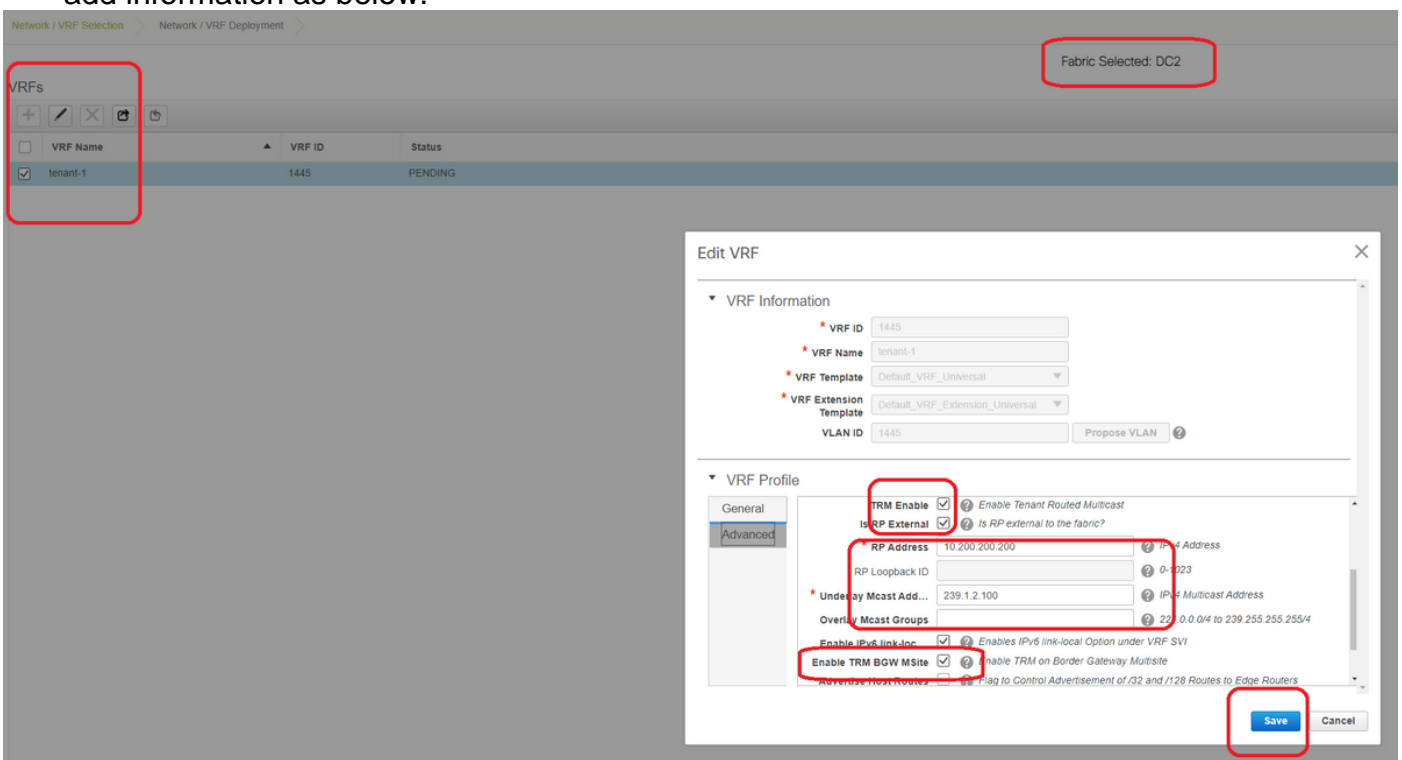 add information as below.
Network / VRF Selection Network / VRF Deployment
Fabric Selected: DC2
VRFs
VRF Name VRF ID Status
tenant-1 1445 PENDING
Edit VRF
VRF Information
* VRF ID 1445
* VRF Name tenant-1
* VRF Template Default_VRF_Universal
* VRF Extension
Template Default_VRF_Extension_Universal
VLAN ID 1445 Propose VLAN ?
VRF Profile
General
Advanced
TRM Enable ? Enable Tenant Routed Multicast
Is RP External ? Is RP external to the fabric?
* RP Address 10.200.200.200 ? IPv4 Address
RP Loopback ID ? 0-1023
* Underlay Mcast Add... 239.1.2.100 ? IPv4 Multicast Address
Overlay Mcast Groups ? 224.0.0.0/4 to 239.255.255.255/4
Enable IPv6 link-loc... ? Enables IPv6 link-local Option under VRF SVI
Enable TRM BGW MSite ? Enable TRM on Border Gateway Multisite
Advertise Host Routes ? Flag to Control Advertisement of /32 and /128 Routes to Edge Routers
Save Cancel